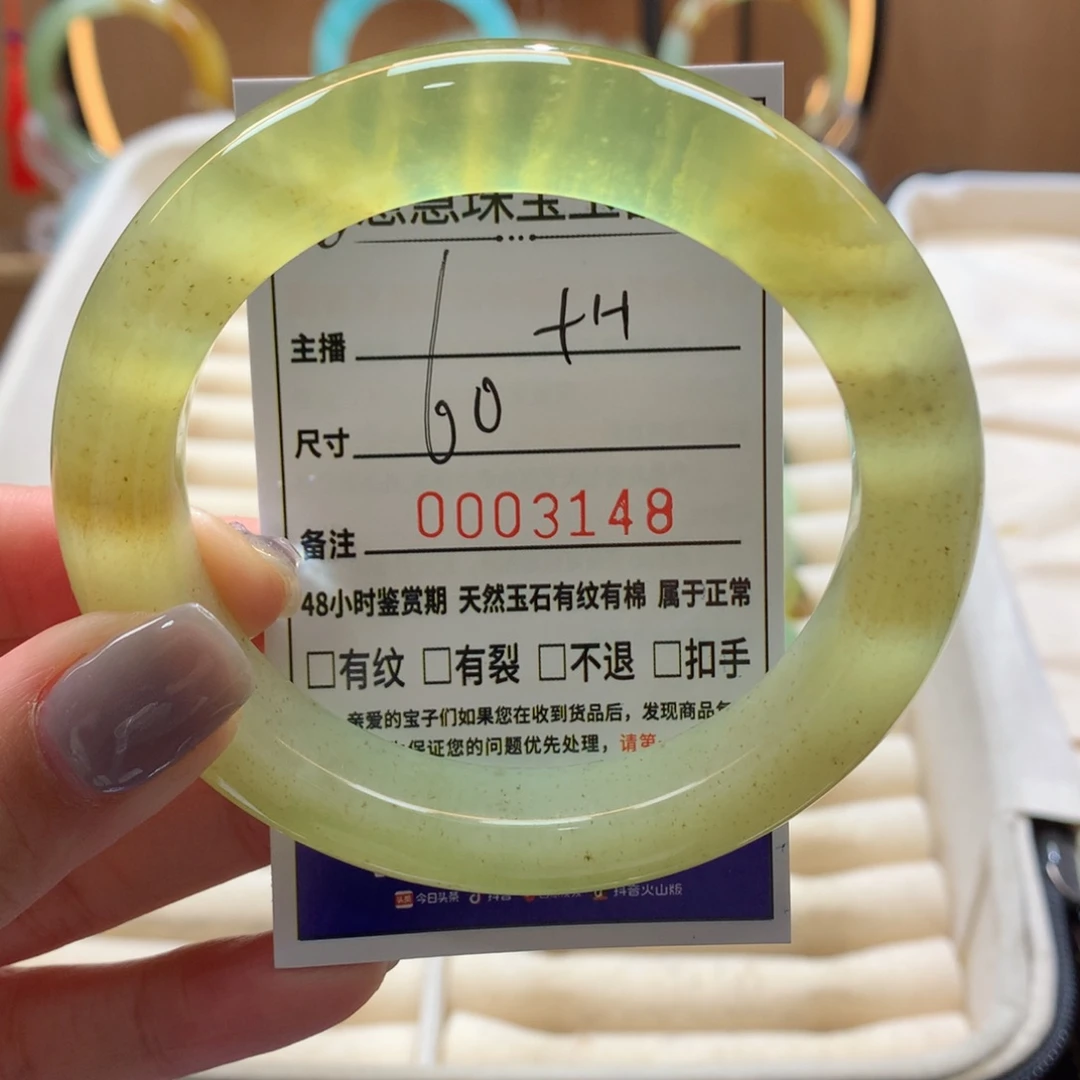 珠宝玉
主播
尺寸 60
备注 0003148
48小时鉴赏期 天然玉石有纹有棉 属于正常
□有纹 □有裂 □不退 □扣手
亲爱的宝子们如果您在收到货品后，发现商品
保证您的问题优先处理，请第
今日头条 抖音 抖音火山版